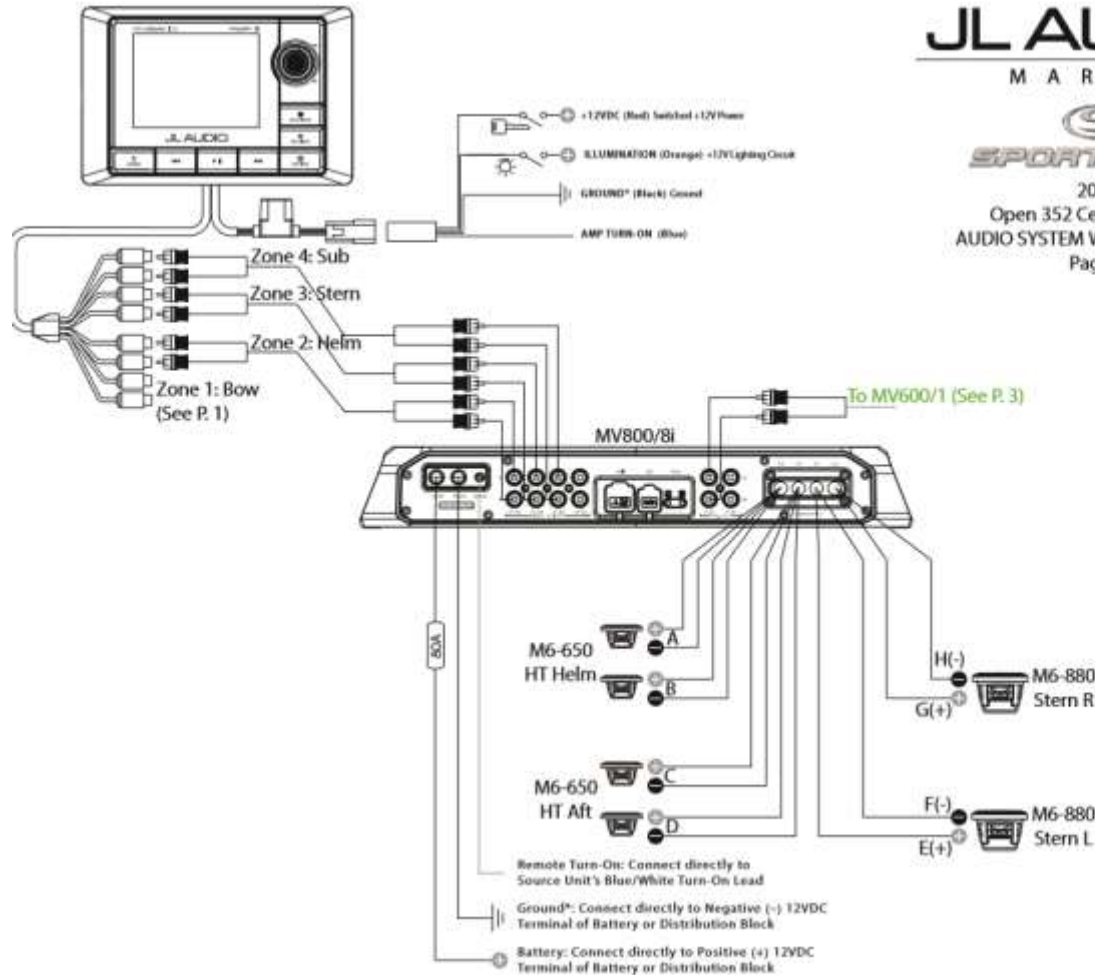 JL AU
M A R
SPORT
20
Open 352 Ce
AUDIO SYSTEM W
Pag
JL AUDIO
+12VDC (Red) Switched +12V Power
ILLUMINATION (Orange) +12V Lighting Circuit
GROUND* (Black) Ground
AMP TURN-ON (Blue)
Zone 4: Sub
Zone 3: Stern
Zone 2: Helm
Zone 1: Bow
(See P. 1)
To MV600/1 (See P. 3)
MV800/8i
80A
M6-650
HT Helm
A
B
M6-650
HT Aft
C
D
H(-)
G(+)
M6-880
Stern R
F(-)
E(+)
M6-880
Stern L
Remote Turn-On: Connect directly to
Source Unit's Blue/White Turn-On Lead
Ground*: Connect directly to Negative (-) 12VDC
Terminal of Battery or Distribution Block
Battery: Connect directly to Positive (+) 12VDC
Terminal of Battery or Distribution Block